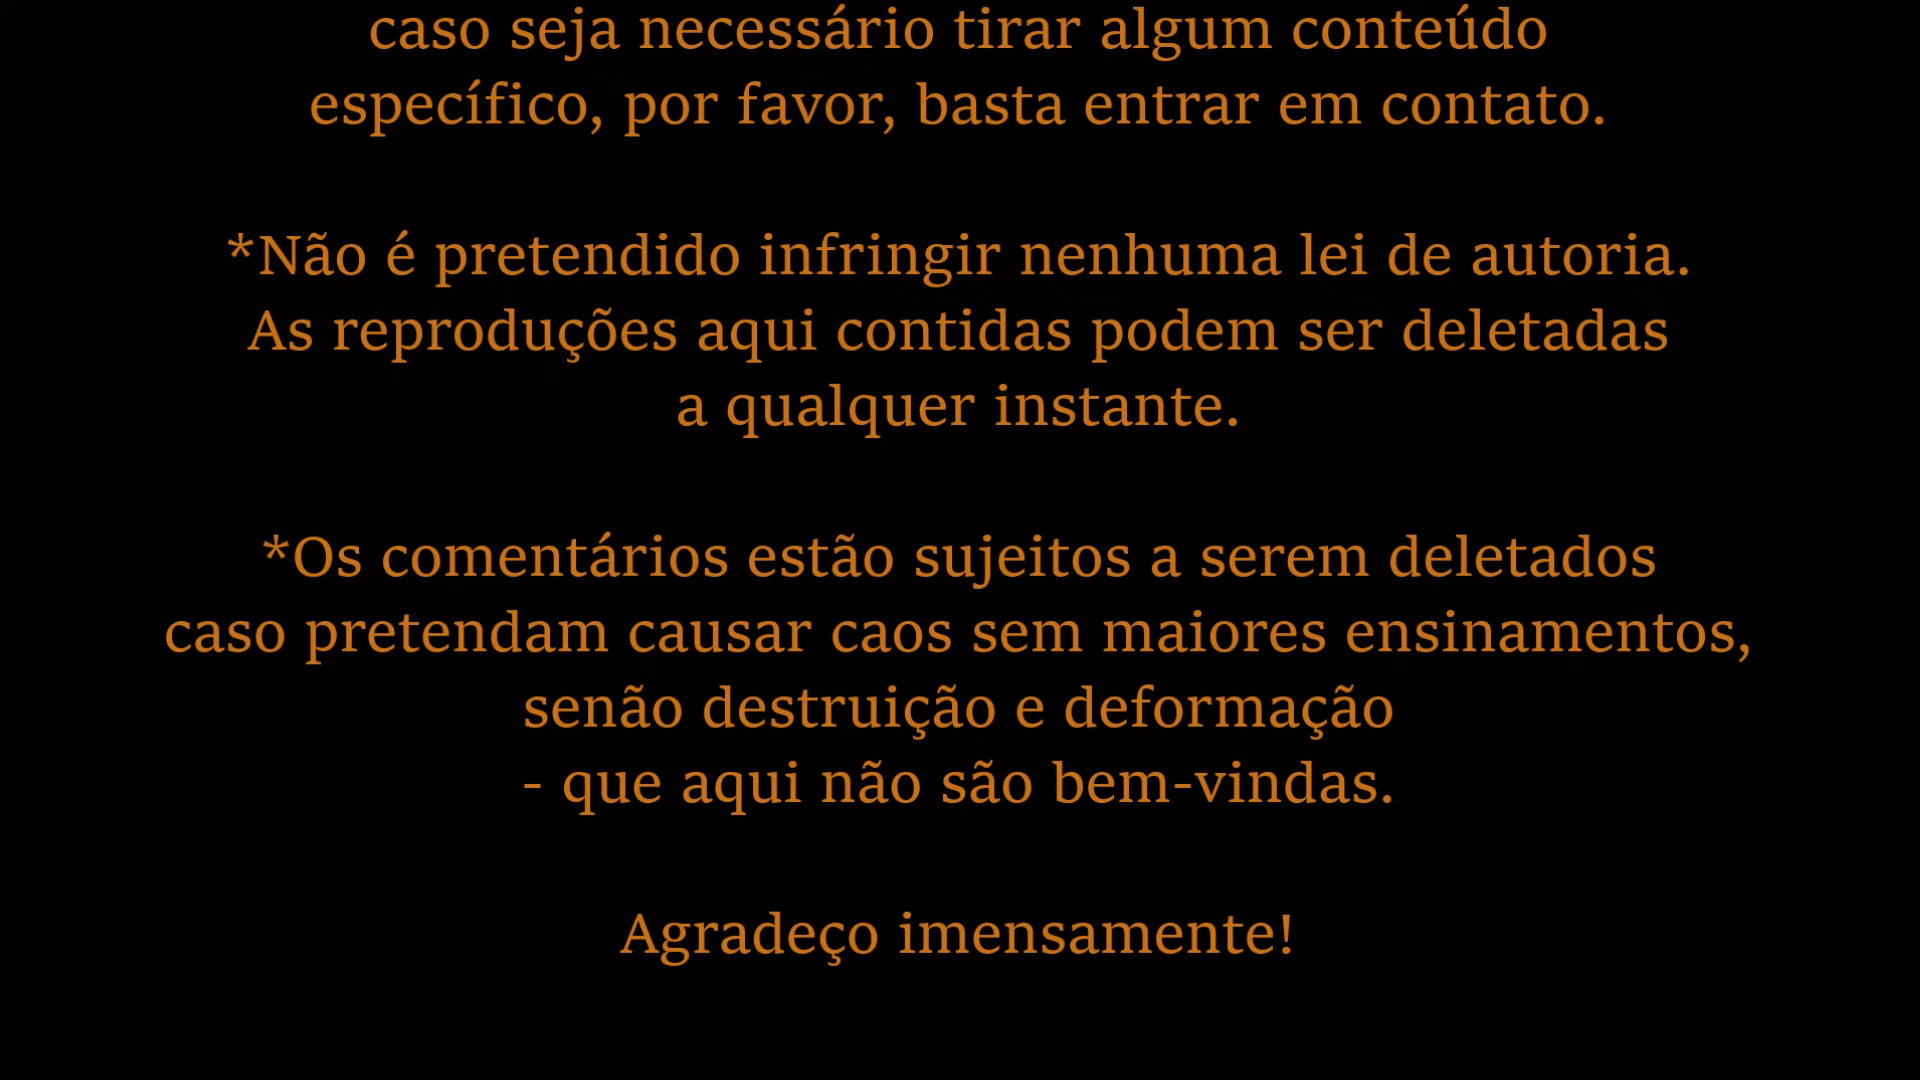 caso seja necessário tirar algum conteúdo
específico, por favor, basta entrar em contato.
*Não é pretendido infringir nenhuma lei de autoria.
As reproduções aqui contidas podem ser deletadas
a qualquer instante.
*Os comentários estão sujeitos a serem deletados
caso pretendam causar caos sem maiores ensinamentos,
senão destruição e deformação
- que aqui não são bem-vindas.
Agradeço imensamente!